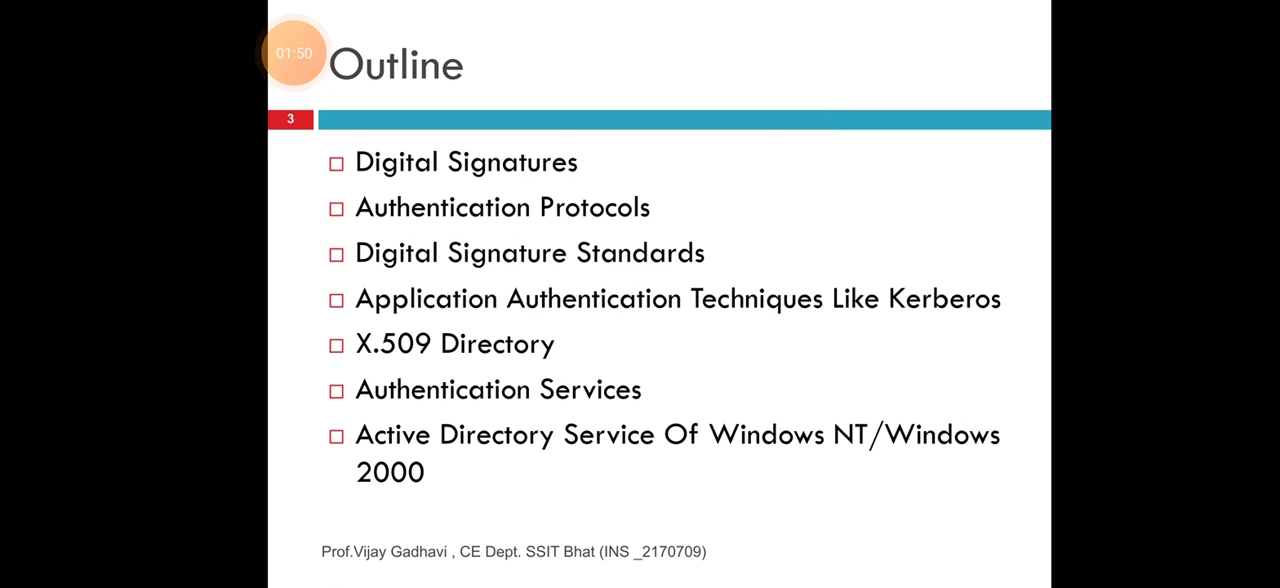 01:50
Outline
3
Digital Signatures
Authentication Protocols
Digital Signature Standards
Application Authentication Techniques Like Kerberos
X.509 Directory
Authentication Services
Active Directory Service Of Windows NT/Windows
2000
Prof.Vijay Gadhavi , CE Dept. SSIT Bhat (INS _2170709)